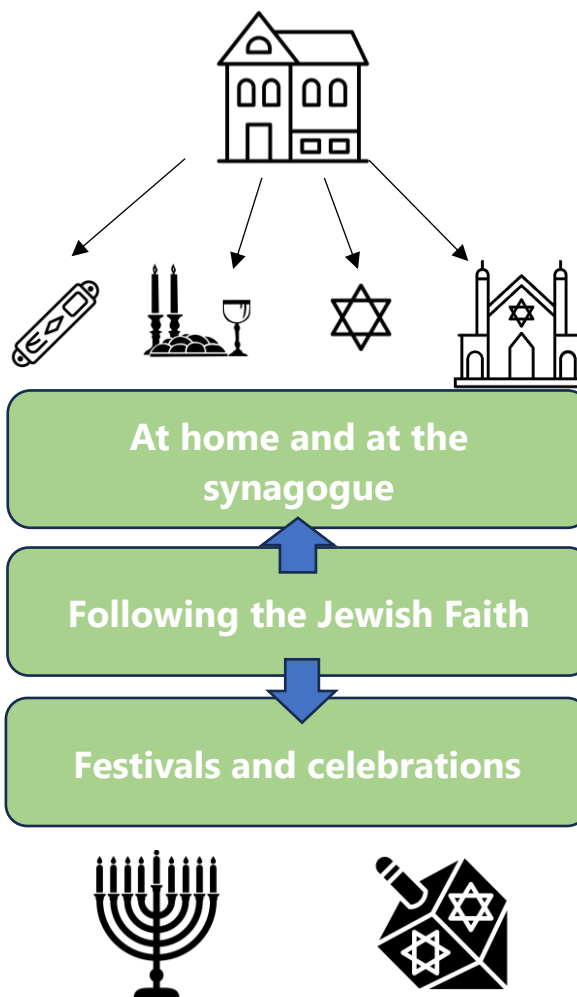 At home and at the
synagogue
Following the Jewish Faith
Festivals and celebrations